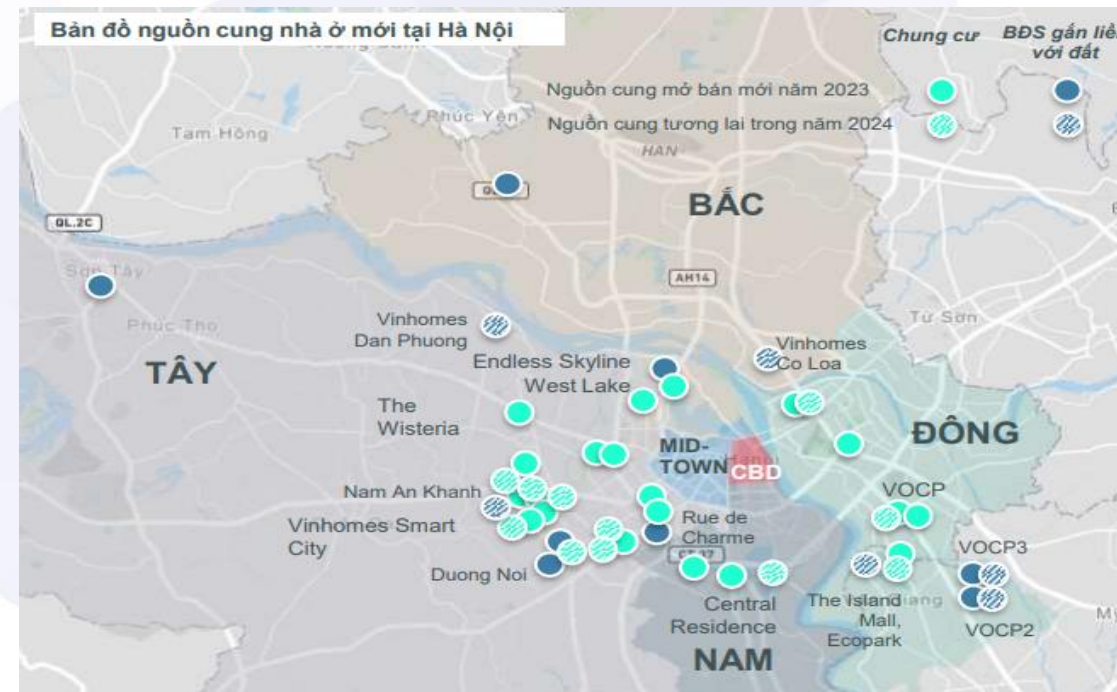 Bản đồ nguồn cung nhà ở mới tại Hà Nội
Chung cư
BĐS gắn liền
với đất
Nguồn cung mở bán mới năm 2023
Nguồn cung tương lai trong năm 2024
Phúc Yên
Tam Hồng
HAN
BẮC
QL.2C
AH14
Sơn Tây
Phúc Thọ
Từ Sơn
Vinhomes
Dan Phuong
Vinhomes
Co Loa
TÂY
Endless Skyline
West Lake
The
Wisteria
ĐÔNG
MID-
TOWN
CBD
Nam An Khanh
VOCP
Vinhomes Smart
City
Rue de
Charme
VOCP3
Duong Noi
Central
Residence
The Island
Mall,
Ecopark
VOCP2
NAM